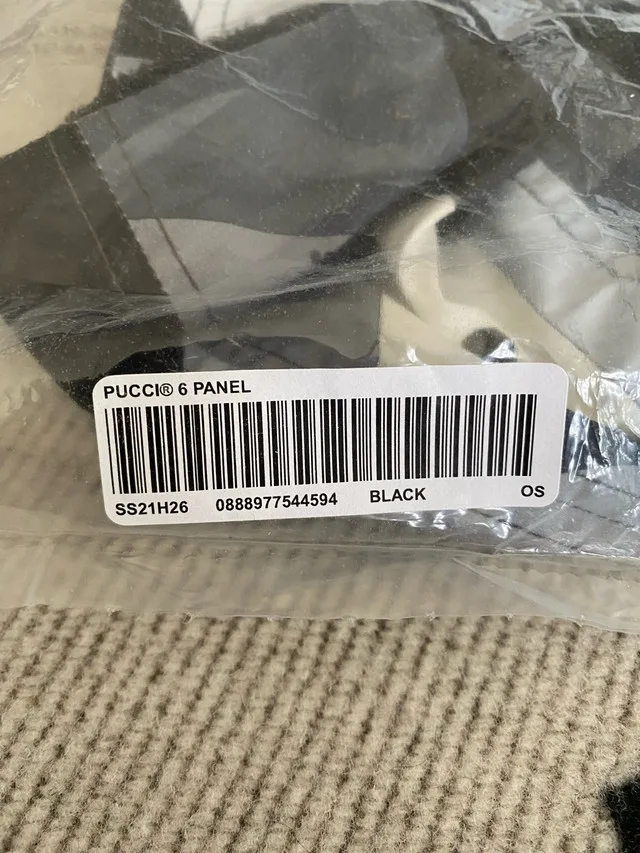 PUCCI® 6 PANEL
SS21H26 0888977544594 BLACK OS